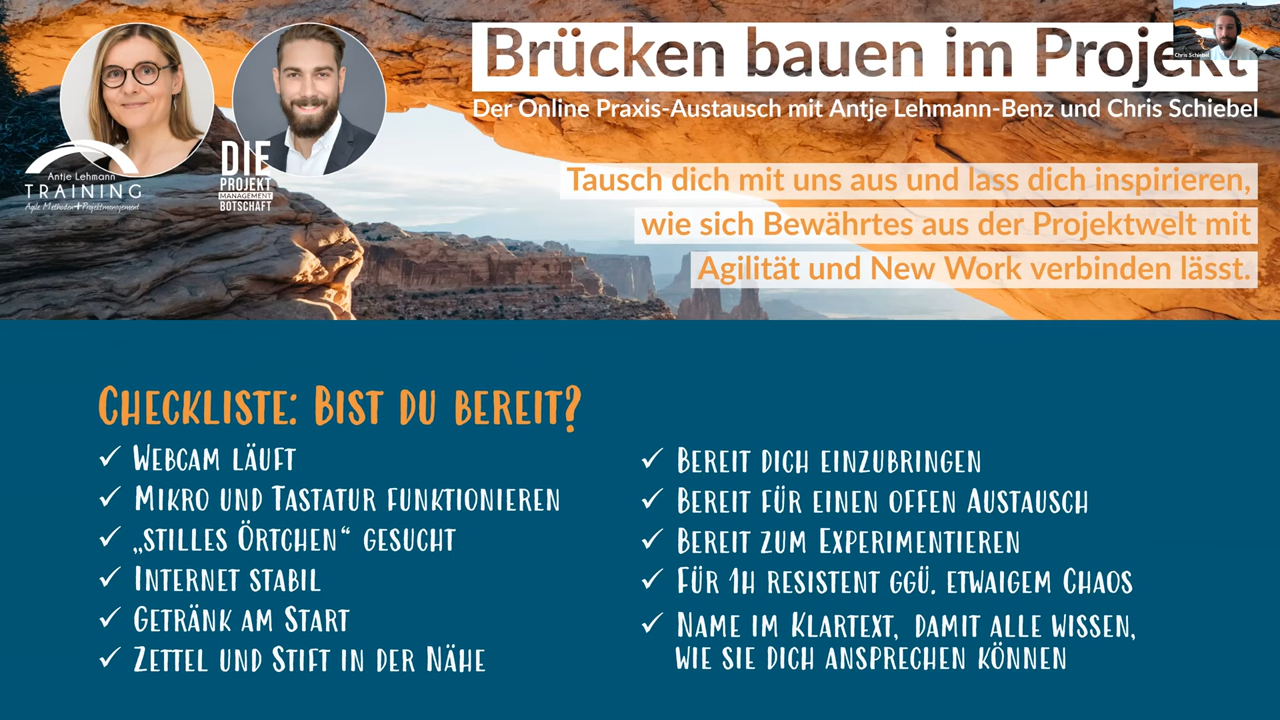 Brücken bauen im Projekt
Chris Schiebel
Der Online Praxis-Austausch mit Antje Lehmann-Benz und Chris Schiebel
Antje Lehmann
TRAINING
Agile Methoden+Projektmanagement
DIE
PROJEKT
MANAGEMENT
BOTSCHAFT
Tausch dich mit uns aus und lass dich inspirieren,
wie sich Bewährtes aus der Projektwelt mit
Agilität und New Work verbinden lässt.
Checkliste: Bist du bereit?
✓ Webcam läuft
✓ Mikro und Tastatur funktionieren
✓ „stilles Örtchen“ gesucht
✓ Internet stabil
✓ Getränk am Start
✓ Zettel und Stift in der Nähe
✓ Bereit dich einzubringen
✓ Bereit für einen offen Austausch
✓ Bereit zum Experimentieren
✓ Für 1h resistent ggü. etwaigem Chaos
✓ Name im Klartext, damit alle wissen,
wie sie dich ansprechen können